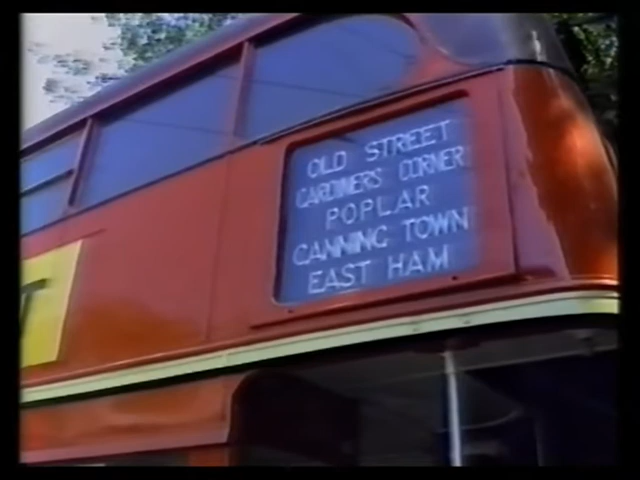 OLD STREET
GARDINERS CORNER
POPLAR
CANNING TOWN
EAST HAM